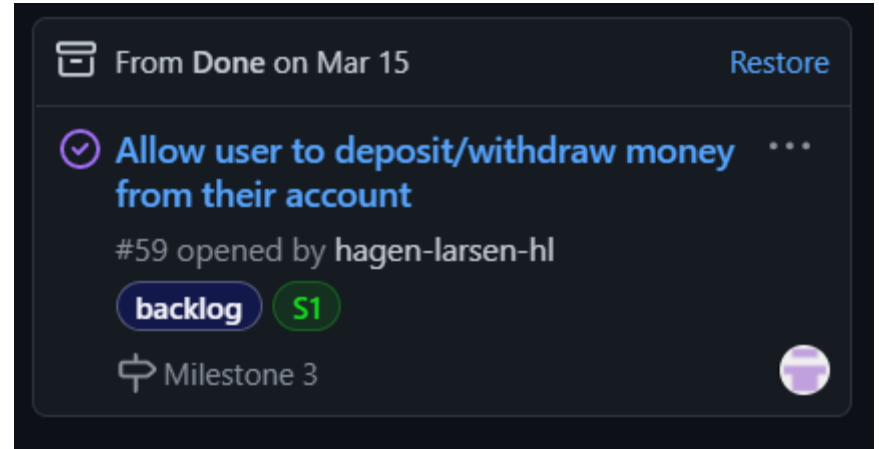 From Done on Mar 15 Restore
Allow user to deposit/withdraw money
from their account
#59 opened by hagen-larsen-hl
backlog S1
Milestone 3